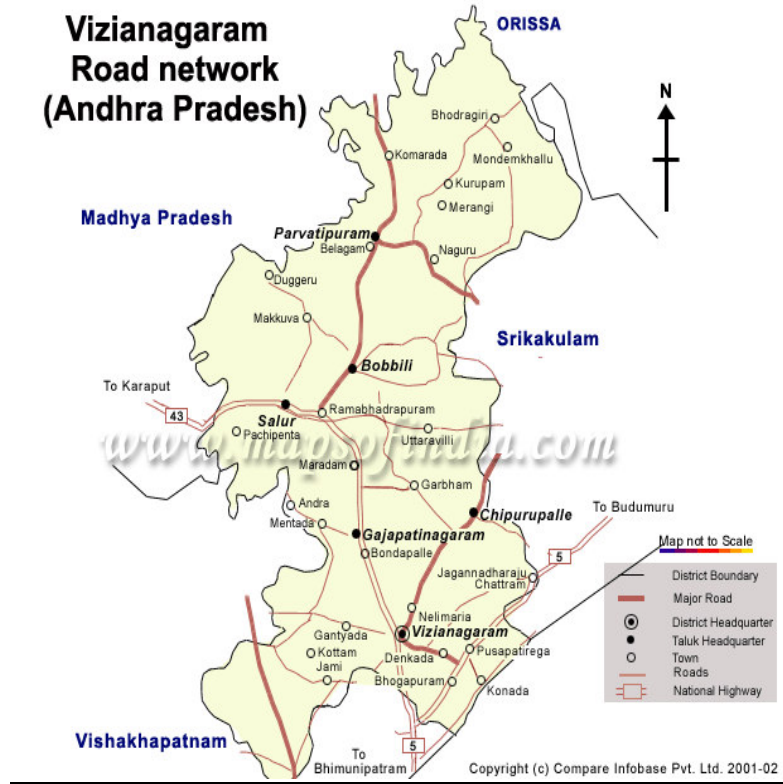 Vizianagaram
Road network
(Andhra Pradesh)
ORISSA
N
Bhodragiri
Komarada
Mondemkhallu
Kurupam
Merangi
Madhya Pradesh
Parvatipuram
Belagam
Naguru
Duggeru
Makkuva
Srikakulam
Bobbili
To Karaput
43
Ramabhadrapuram
Salur
Pachipenta
Uttaravilli
www.mapsofindia.com
Maradam
Garbham
Andra
Mentada
Chipurupalle
To Budumuru
Gajapatinagaram
Bondapalle
Map not to Scale
5
Jagannadharaju
Chattram
District Boundary
Major Road
Nelimaria
District Headquarter
Gantyada
Vizianagaram
Taluk Headquarter
Kottam
Denkada
Pusapatirega
Town
Jami
Roads
Bhogapuram
Konada
National Highway
Vishakhapatnam
5
To
Bhimunipatram
Copyright (c) Compare Infobase Pvt. Ltd. 2001-02